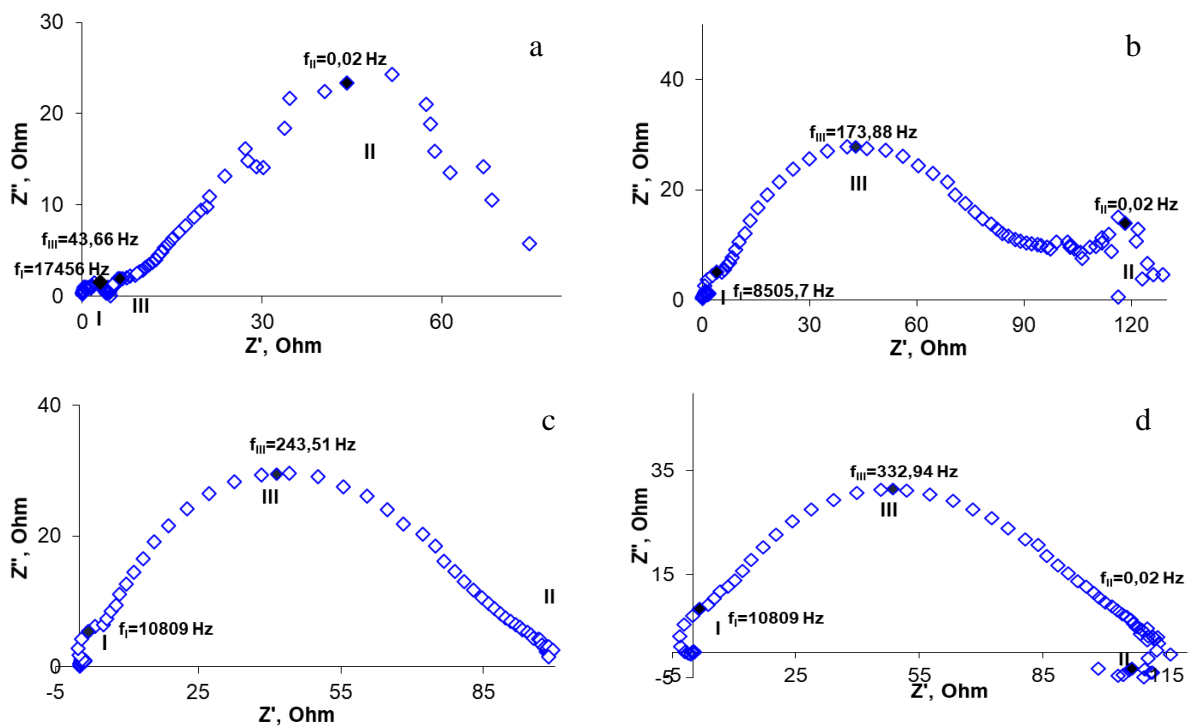 a
30
20
10
0
Z", Ohm
f_II=0,02 Hz
II
f_III=43,66 Hz
f_I=17456 Hz
I
III
0
30
60
Z', Ohm
b
40
20
0
Z", Ohm
f_III=173,88 Hz
III
f_II=0,02 Hz
II
I
f_I=8505,7 Hz
0
30
60
90
120
Z', Ohm
c
40
20
0
Z", Ohm
f_III=243,51 Hz
III
II
I
f_I=10809 Hz
-5
25
55
85
Z', Ohm
d
35
15
-5
Z", Ohm
f_III=332,94 Hz
III
f_II=0,02 Hz
I
f_I=10809 Hz
II
-5
25
55
85
115
Z', Ohm